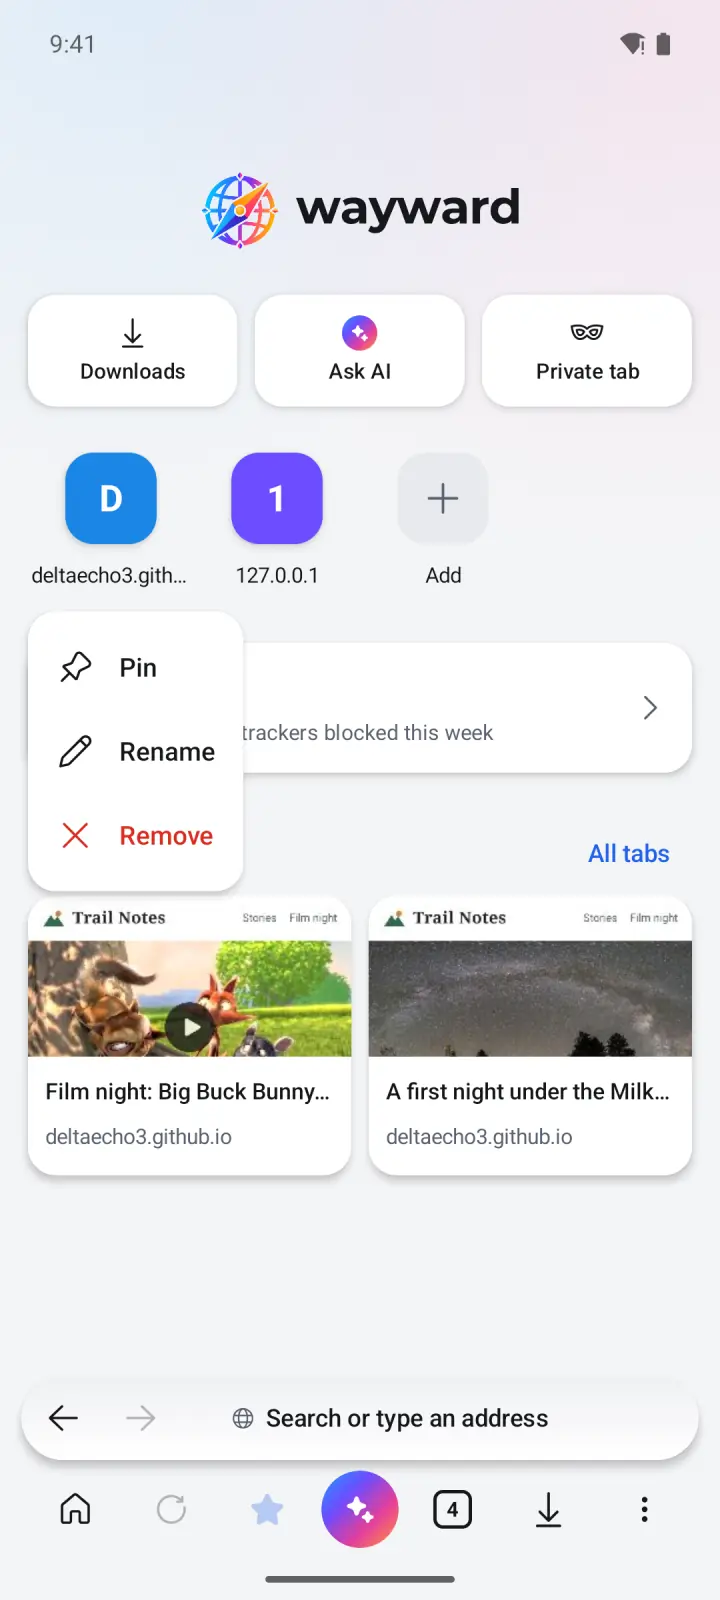 9:41
wayward
Downloads
Ask AI
Private tab
D
1
deltaecho3.gith...
127.0.0.1
Add
Pin
Rename
Remove
trackers blocked this week
All tabs
Trail Notes
Stories
Film night
Trail Notes
Stories
Film night
Film night: Big Buck Bunny...
deltaecho3.github.io
A first night under the Milk...
deltaecho3.github.io
Search or type an address
4